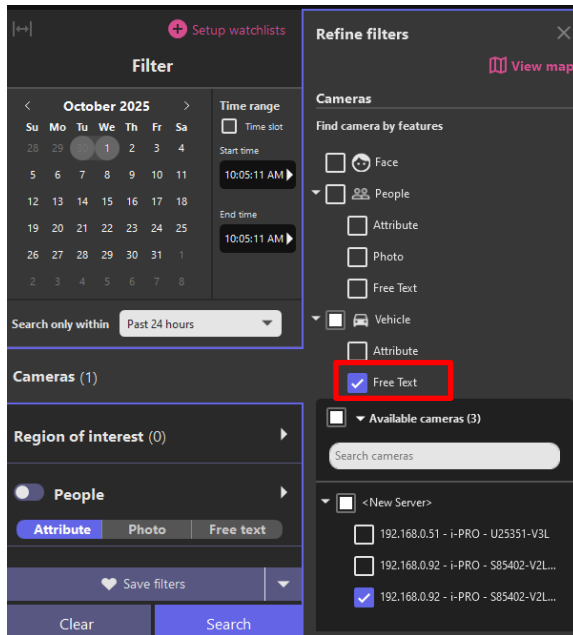 Setup watchlists
Filter
October 2025
Su Mo Tu We Th Fr Sa
28 29 30 1 2 3 4
5 6 7 8 9 10 11
12 13 14 15 16 17 18
19 20 21 22 23 24 25
26 27 28 29 30 31 1
2 3 4 5 6 7 8
Time range
Time slot
Start time
10:05:11 AM
End time
10:05:11 AM
Search only within Past 24 hours
Cameras (1)
Region of interest (0)
People
Attribute Photo Free text
Save filters
Clear Search
Refine filters
View map
Cameras
Find camera by features
Face
People
Attribute
Photo
Free Text
Vehicle
Attribute
Free Text
Available cameras (3)
Search cameras
<New Server>
192.168.0.51 - i-PRO - U25351-V3L
192.168.0.92 - i-PRO - S85402-V2L...
192.168.0.92 - i-PRO - S85402-V2L...